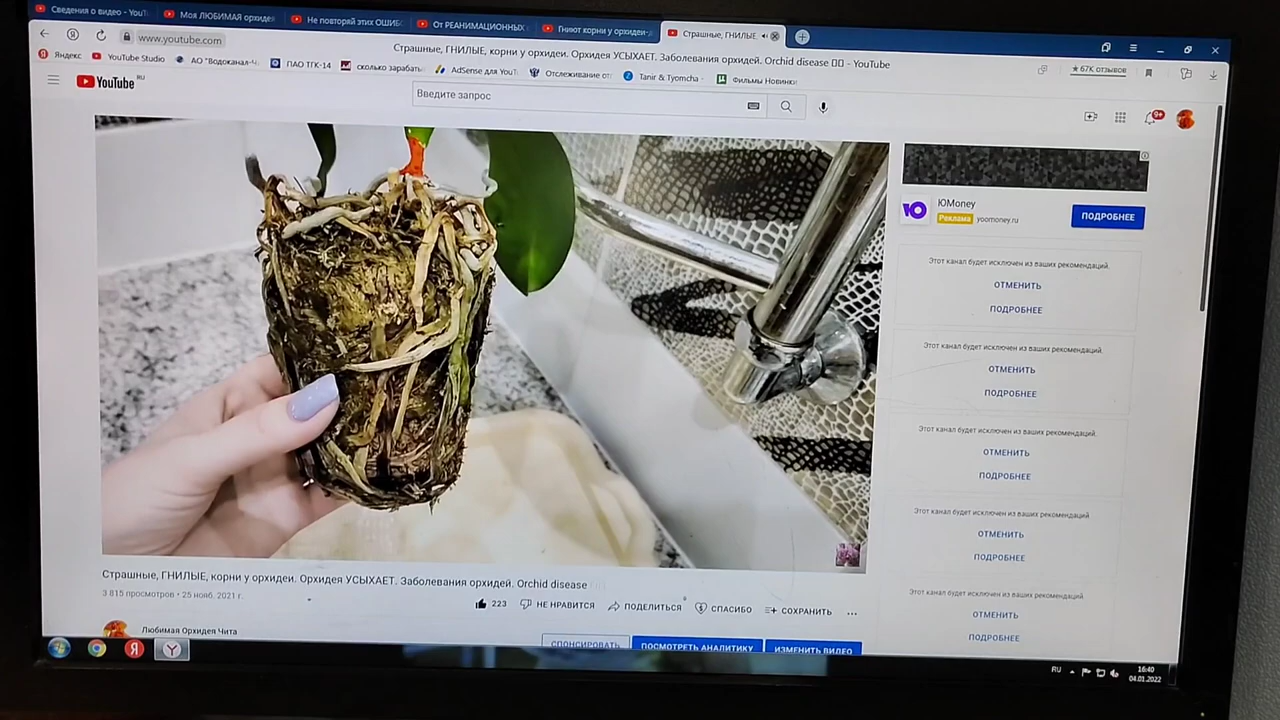 Сведения о видео - YouT
Моя ЛЮБИМАЯ орхидея
Не повторяй этих ОШИБО
От РЕАНИМАЦИОННЫХ
Гниют корни у орхидеи-д
Страшные, ГНИЛЫЕ,
www.youtube.com
Страшные, ГНИЛЫЕ, корни у орхидеи. Орхидея УСЫХАЕТ. Заболевания орхидей. Orchid disease - YouTube
67K отзывов
Яндекс
YouTube Studio
АО "Водоканал-Ч
ПАО ТГК-14
сколько зарабаты
AdSense для YouT
Отслеживание от
Tanir & Tyomcha -
Фильмы Новинки
YouTube
RU
Введите запрос
9+
ЮMoney
Реклама yoomoney.ru
ПОДРОБНЕЕ
Этот канал будет исключен из ваших рекомендаций.
ОТМЕНИТЬ
ПОДРОБНЕЕ
Этот канал будет исключен из ваших рекомендаций.
ОТМЕНИТЬ
ПОДРОБНЕЕ
Этот канал будет исключен из ваших рекомендаций.
ОТМЕНИТЬ
ПОДРОБНЕЕ
Этот канал будет исключен из ваших рекомендаций.
ОТМЕНИТЬ
ПОДРОБНЕЕ
Этот канал будет исключен из ваших рекомендаций.
ОТМЕНИТЬ
ПОДРОБНЕЕ
Страшные, ГНИЛЫЕ, корни у орхидеи. Орхидея УСЫХАЕТ. Заболевания орхидей. Orchid disease
3 815 просмотров • 25 нояб. 2021 г.
223 НЕ НРАВИТСЯ ПОДЕЛИТЬСЯ СПАСИБО СОХРАНИТЬ
Любимая Орхидея Чита
СПОНСИРОВАТЬ ПОСМОТРЕТЬ АНАЛИТИКУ ИЗМЕНИТЬ ВИДЕО
RU
16:40
04.01.2022